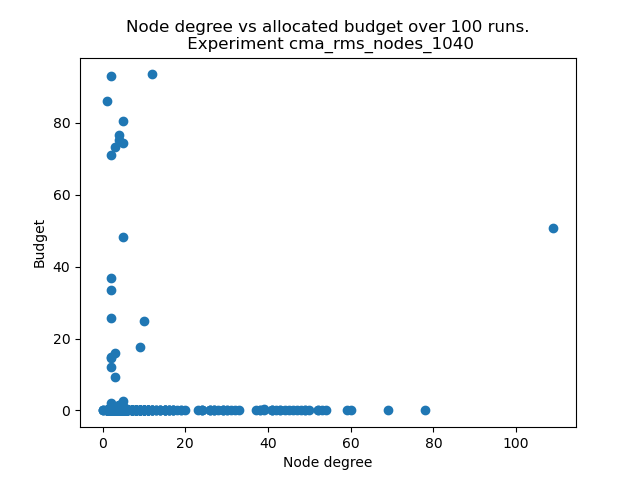 Node degree vs allocated budget over 100 runs.
Experiment cma_rms_nodes_1040
80
60
40
20
0
Budget
0 20 40 60 80 100
Node degree